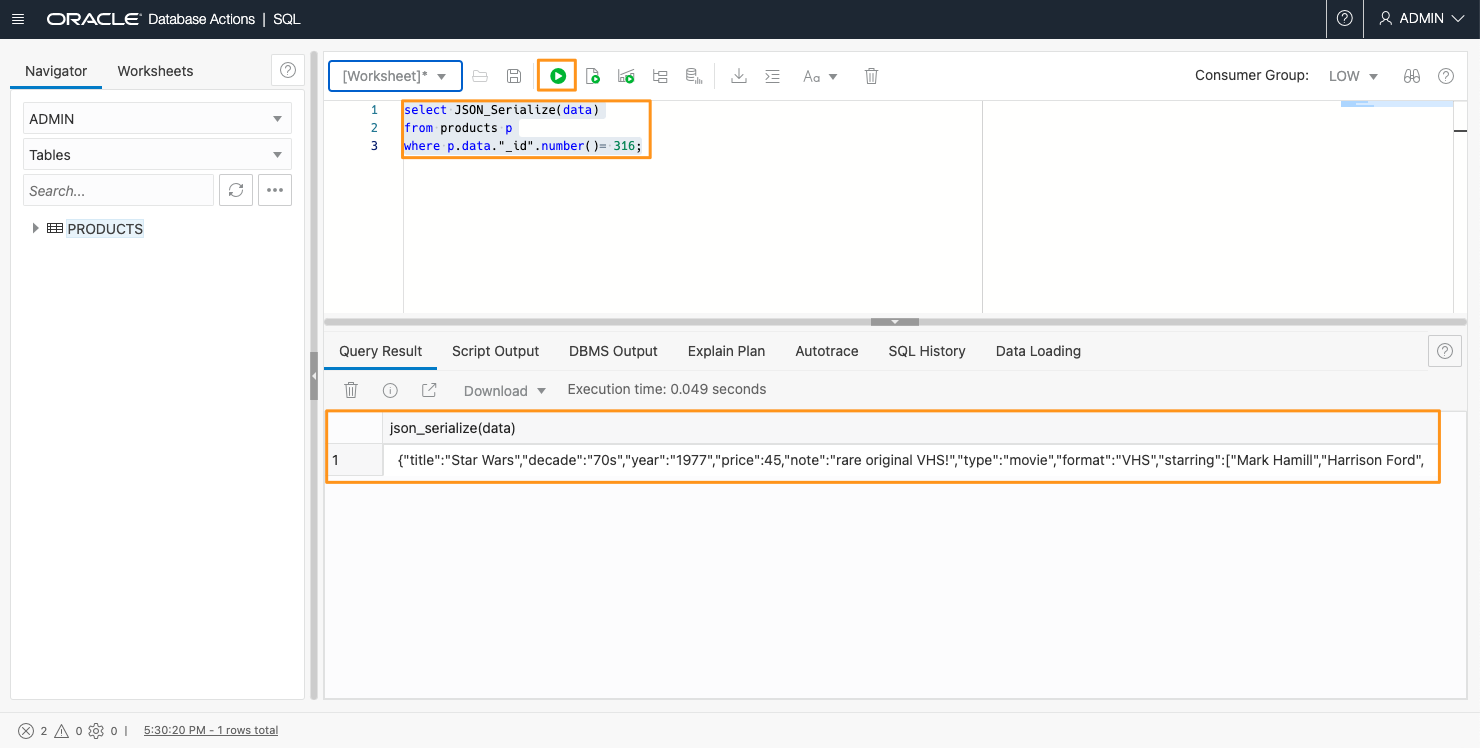 ORACLE Database Actions | SQL
ADMIN
Navigator
Worksheets
[Worksheet]*
Aa
Consumer Group: LOW
ADMIN
Tables
Search...
PRODUCTS
1 select JSON_Serialize(data)
2 from products p
3 where p.data."_id".number()= 316;
Query Result
Script Output
DBMS Output
Explain Plan
Autotrace
SQL History
Data Loading
Download
Execution time: 0.049 seconds
json_serialize(data)
1 {"title":"Star Wars","decade":"70s","year":"1977","price":45,"note":"rare original VHS!","type":"movie","format":"VHS","starring":["Mark Hamill","Harrison Ford",
2 0 0 | 5:30:20 PM - 1 rows total